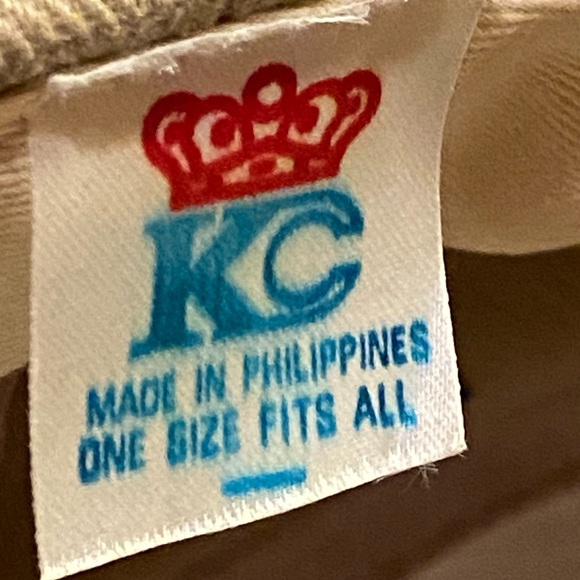 KC
MADE IN PHILIPPINES
ONE SIZE FITS ALL